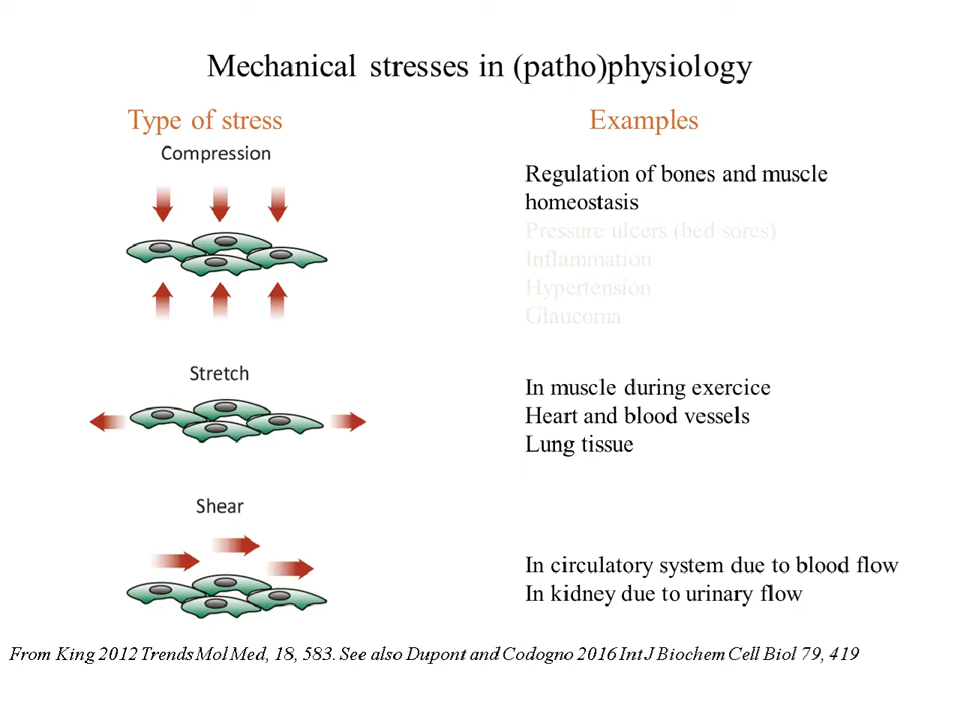 Mechanical stresses in (patho)physiology
Type of stress
Examples
Compression
Regulation of bones and muscle
homeostasis
Pressure ulcers (bed sores)
Inflammation
Hypertension
Glaucoma
Stretch
In muscle during exercice
Heart and blood vessels
Lung tissue
Shear
In circulatory system due to blood flow
In kidney due to urinary flow
From King 2012 Trends Mol Med, 18, 583. See also Dupont and Codogno 2016 Int J Biochem Cell Biol 79, 419